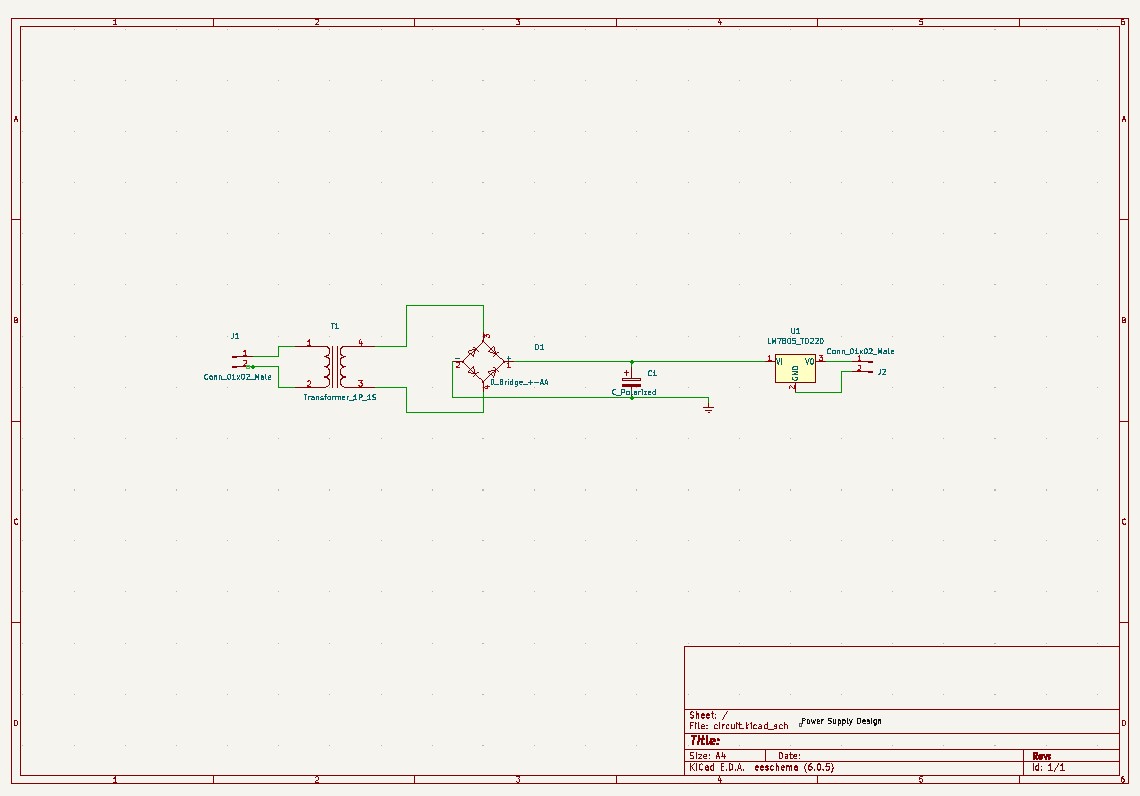 1 2 3 4 5 6
A A
B B
C C
D D
J1
1
2
Conn_01x02_Male
T1
1 4
2 3
Transformer_1P_1S
3
D1
- +
2 1
4
D_Bridge_+-AA
+ C1
C_Polarized
U1
LM7805_TO220
1 VI VO 3
GND
2
Conn_01x02_Male
1
2 J2
Sheet: /
File: circuit.kicad_sch
Power Supply Design
Title:
Size: A4 Date: Rev:
KiCad E.D.A. eeschema (6.0.5) Id: 1/1
1 2 3 4 5 6